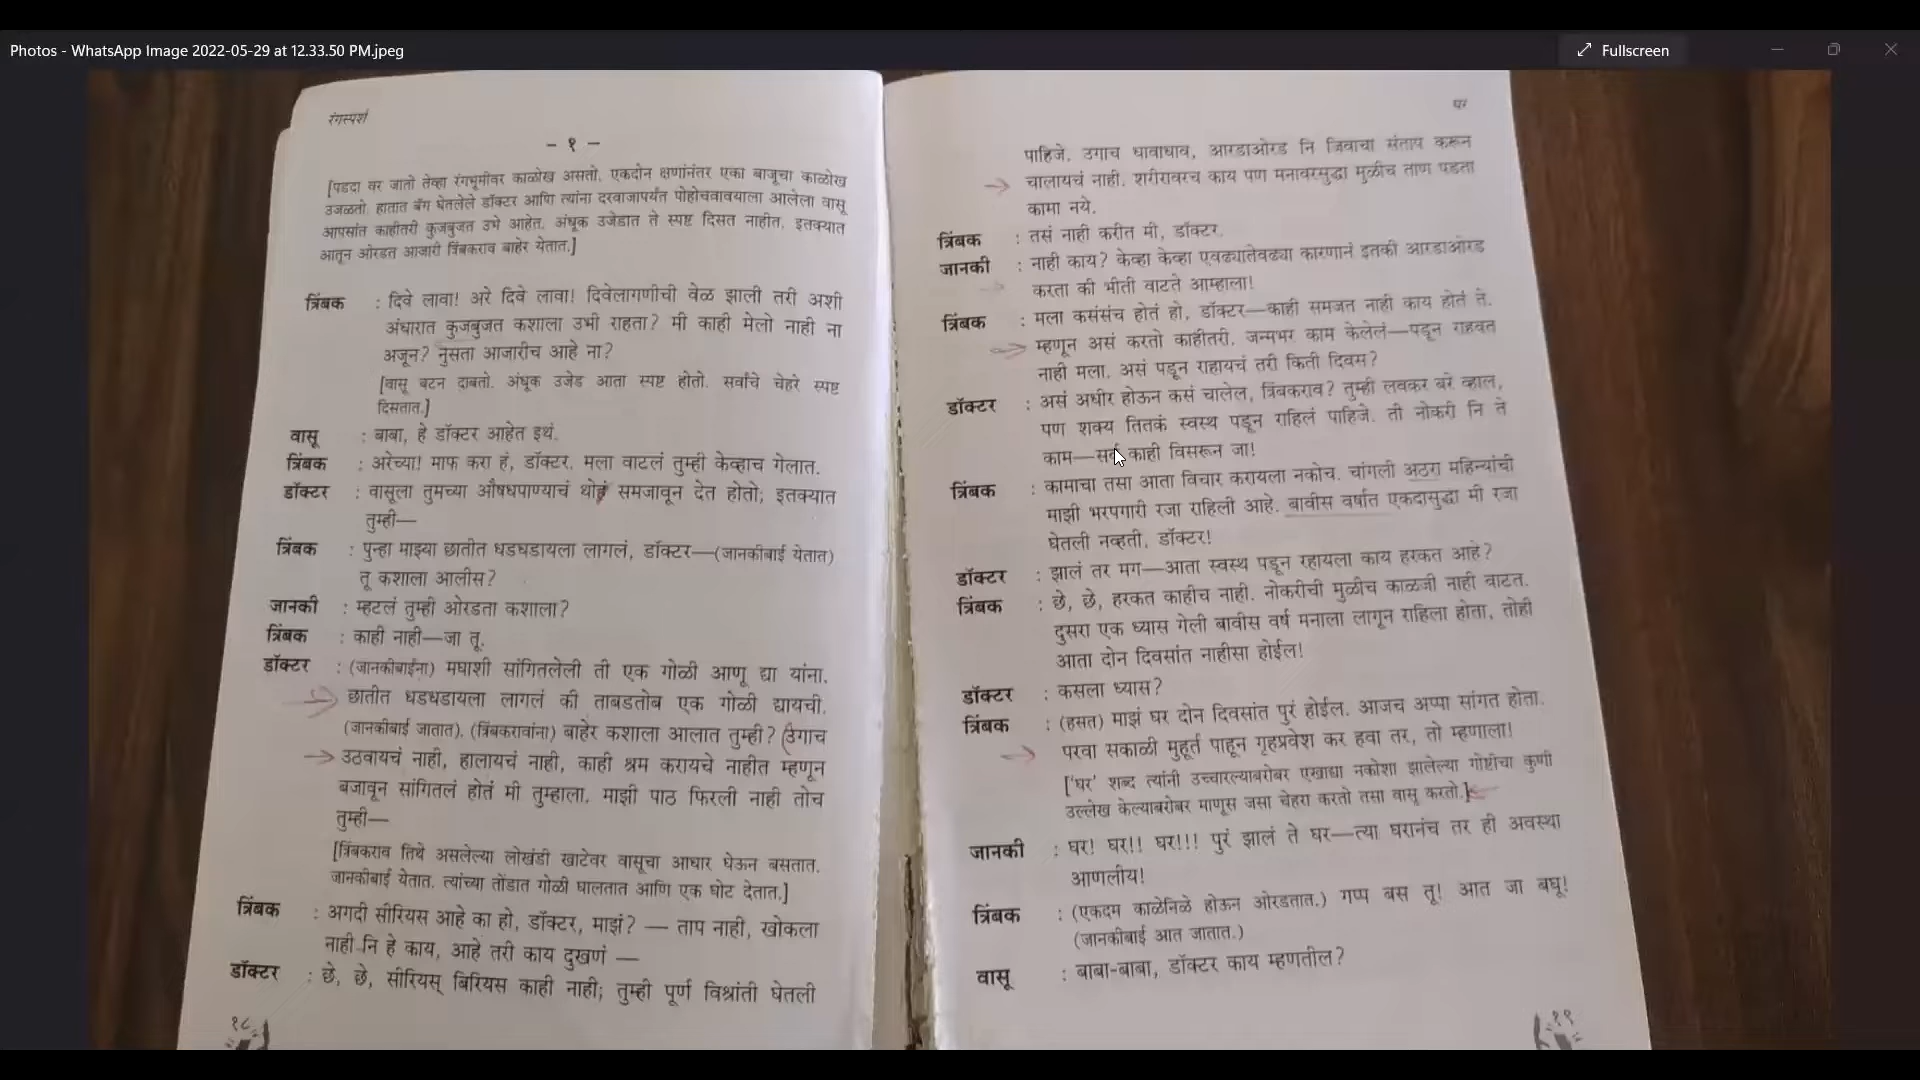 Photos - WhatsApp Image 2022-05-29 at 12.33.50 PM.jpeg
Fullscreen
रंगस्पर्श
– १ –
[पडदा वर जातो तेव्हा रंगभूमीवर काळोख असतो. एकदोन क्षणांनंतर एका बाजूचा काळोख
उजळतो. हातात बॅग घेतलेले डॉक्टर आणि त्यांना दरवाजापर्यंत पोहोचवावयाला आलेला वासू
आपसांत काहीतरी कुजबुजत उभे आहेत. अंधूक उजेडात ते स्पष्ट दिसत नाहीत. इतक्यात
आतून ओरडत आजारी त्रिंबकराव बाहेर येतात.]
त्रिंबक : दिवे लावा! अरे दिवे लावा! दिवेलागणीची वेळ झाली तरी अशी
अंधारात कुजबुजत कशाला उभी राहता? मी काही मेलो नाही ना
अजून? नुसता आजारीच आहे ना?
[वासू बटन दाबतो. अंधूक उजेड आता स्पष्ट होतो. सर्वांचे चेहरे स्पष्ट
दिसतात.]
वासू : बाबा, हे डॉक्टर आहेत इथं.
त्रिंबक : अरेच्या! माफ करा हं, डॉक्टर. मला वाटलं तुम्ही केव्हाच गेलात.
डॉक्टर : वासूला तुमच्या औषधपाण्याचं थोडं समजावून देत होतो; इतक्यात
तुम्ही—
त्रिंबक : पुन्हा माझ्या छातीत धडधडायला लागलं, डॉक्टर—(जानकीबाई येतात)
तू कशाला आलीस?
जानकी : म्हटलं तुम्ही ओरडता कशाला?
त्रिंबक : काही नाही—जा तू.
डॉक्टर : (जानकीबाईंना) मघाशी सांगितलेली ती एक गोळी आणू द्या यांना.
छातीत धडधडायला लागलं की ताबडतोब एक गोळी द्यायची.
(जानकीबाई जातात). (त्रिंबकरावांना) बाहेर कशाला आलात तुम्ही? (उगाच
उठवायचं नाही, हालायचं नाही, काही श्रम करायचे नाहीत म्हणून
बजावून सांगितलं होतं मी तुम्हाला. माझी पाठ फिरली नाही तोच
तुम्ही—
[त्रिंबकराव तिथे असलेल्या लोखंडी खाटेवर वासूचा आधार घेऊन बसतात.
जानकीबाई येतात. त्यांच्या तोंडात गोळी घालतात आणि एक घोट देतात.]
त्रिंबक : अगदी सीरियस आहे का हो, डॉक्टर, माझं? — ताप नाही, खोकला
नाही नि हे काय, आहे तरी काय दुखणं —
डॉक्टर : छे, छे, सीरियस् बिरियस काही नाही; तुम्ही पूर्ण विश्रांती घेतली
१८
घर
पाहिजे. उगाच धावाधाव, आरडाओरड नि जिवाचा संताप करून
चालायचं नाही. शरीरावरच काय पण मनावरसुद्धा मुळीच ताण पडता
कामा नये.
त्रिंबक : तसं नाही करीत मी, डॉक्टर.
जानकी : नाही काय? केव्हा केव्हा एवढ्यातेवढ्या कारणानं इतकी आरडाओरड
करता की भीती वाटते आम्हाला!
त्रिंबक : मला कसंसंच होतं हो, डॉक्टर—काही समजत नाही काय होतं ते.
म्हणून असं करतो काहीतरी. जन्मभर काम केलेलं—पडून राहवत
नाही मला. असं पडून राहायचं तरी किती दिवस?
डॉक्टर : असं अधीर होऊन कसं चालेल, त्रिंबकराव? तुम्ही लवकर बरे व्हाल,
पण शक्य तितकं स्वस्थ पडून राहिलं पाहिजे. ती नोकरी नि ते
काम—सर्व काही विसरून जा!
त्रिंबक : कामाचा तसा आता विचार करायला नकोच. चांगली अठरा महिन्यांची
माझी भरपगारी रजा राहिली आहे. बावीस वर्षात एकदासुद्धा मी रजा
घेतली नव्हती, डॉक्टर!
डॉक्टर : झालं तर मग—आता स्वस्थ पडून रहायला काय हरकत आहे?
त्रिंबक : छे, छे, हरकत काहीच नाही. नोकरीची मुळीच काळजी नाही वाटत.
दुसरा एक ध्यास गेली बावीस वर्ष मनाला लागून राहिला होता, तोही
आता दोन दिवसांत नाहीसा होईल!
डॉक्टर : कसला ध्यास?
त्रिंबक : (हसत) माझं घर दोन दिवसांत पुरं होईल. आजच अप्पा सांगत होता.
परवा सकाळी मुहूर्त पाहून गृहप्रवेश कर हवा तर, तो म्हणाला!
['घर' शब्द त्यांनी उच्चारल्याबरोबर एखाद्या नकोशा झालेल्या गोष्टीचा कुणी
उल्लेख केल्याबरोबर माणूस जसा चेहरा करतो तसा वासू करतो.]
जानकी : घर! घर!! घर!!! पुरं झालं ते घर—त्या घरानंच तर ही अवस्था
आणलीय!
त्रिंबक : (एकदम काळेनिळे होऊन ओरडतात.) गप्प बस तू! आत जा बघू!
(जानकीबाई आत जातात.)
वासू : बाबा-बाबा, डॉक्टर काय म्हणतील?
१९